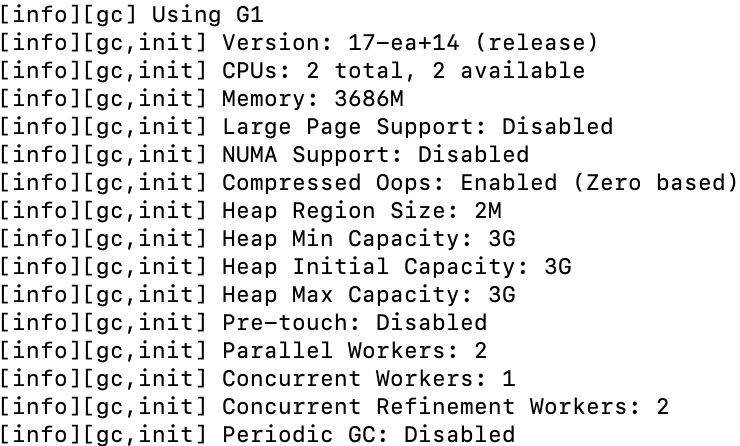 [info][gc] Using G1
[info][gc,init] Version: 17-ea+14 (release)
[info][gc,init] CPUs: 2 total, 2 available
[info][gc,init] Memory: 3686M
[info][gc,init] Large Page Support: Disabled
[info][gc,init] NUMA Support: Disabled
[info][gc,init] Compressed Oops: Enabled (Zero based)
[info][gc,init] Heap Region Size: 2M
[info][gc,init] Heap Min Capacity: 3G
[info][gc,init] Heap Initial Capacity: 3G
[info][gc,init] Heap Max Capacity: 3G
[info][gc,init] Pre-touch: Disabled
[info][gc,init] Parallel Workers: 2
[info][gc,init] Concurrent Workers: 1
[info][gc,init] Concurrent Refinement Workers: 2
[info][gc,init] Periodic GC: Disabled